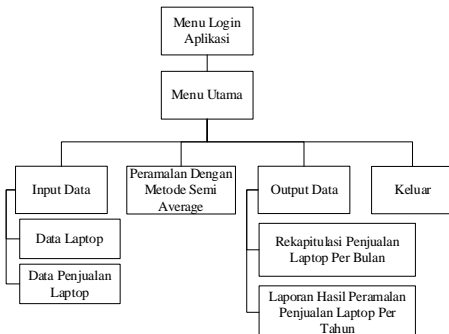 Menu Login
Aplikasi
Menu Utama
Input Data
Peramalan Dengan
Metode Semi
Average
Output Data
Keluar
Data Laptop
Data Penjualan
Laptop
Rekapitulasi Penjualan
Laptop Per Bulan
Laporan Hasil Peramalan
Penjualan Laptop Per
Tahun